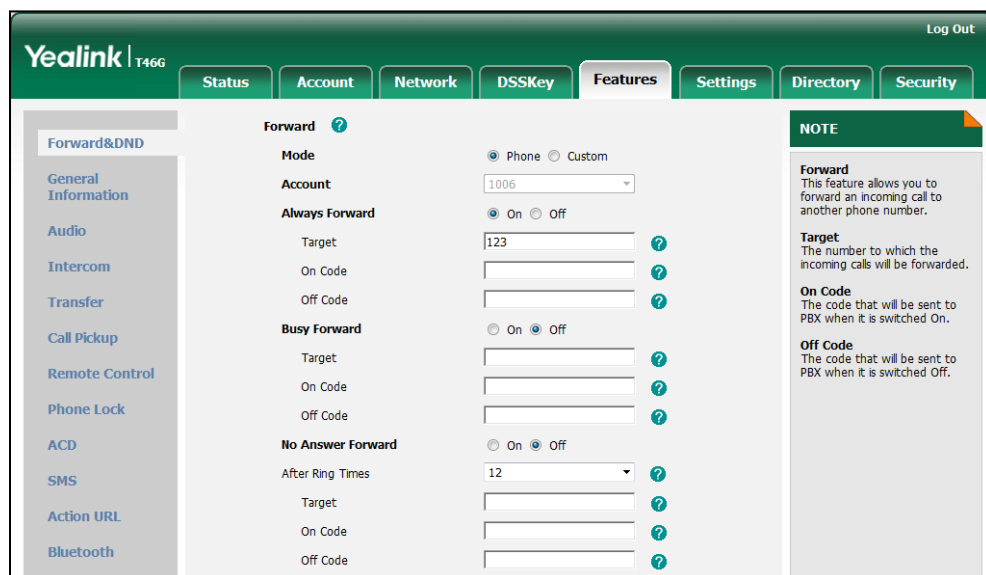 Log Out
Yealink T46G
Status Account Network DSSKey Features Settings Directory Security
Forward&DND
General
Information
Audio
Intercom
Transfer
Call Pickup
Remote Control
Phone Lock
ACD
SMS
Action URL
Bluetooth
Forward ?
Mode Phone Custom
Account 1006
Always Forward On Off
Target 123 ?
On Code ?
Off Code ?
Busy Forward On Off
Target ?
On Code ?
Off Code ?
No Answer Forward On Off
After Ring Times 12 ?
Target ?
On Code ?
Off Code ?
NOTE
Forward
This feature allows you to
forward an incoming call to
another phone number.
Target
The number to which the
incoming calls will be forwarded.
On Code
The code that will be sent to
PBX when it is switched On.
Off Code
The code that will be sent to
PBX when it is switched Off.